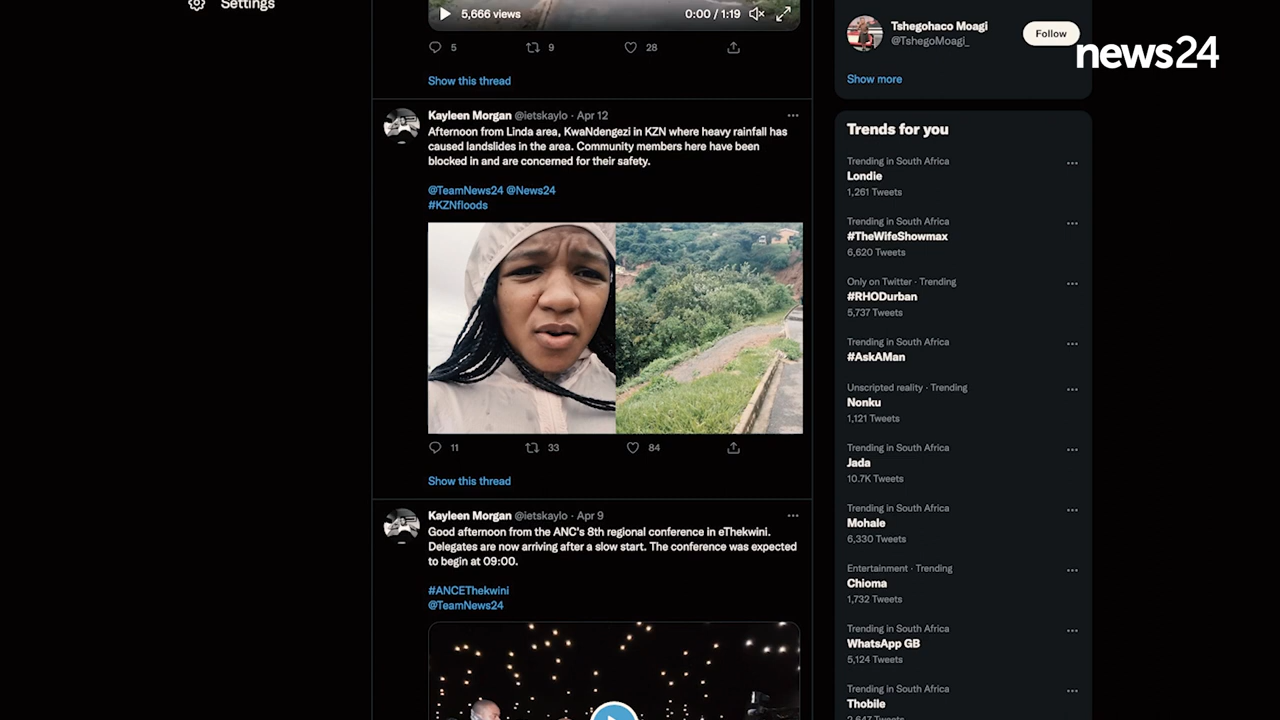 Settings
5,666 views
0:00 / 1:19
5
9
28
Show this thread
Kayleen Morgan @ietskaylo · Apr 12
Afternoon from Linda area, KwaNdengezi in KZN where heavy rainfall has
caused landslides in the area. Community members here have been
blocked in and are concerned for their safety.
@TeamNews24 @News24
#KZNfloods
11
33
84
Show this thread
Kayleen Morgan @ietskaylo · Apr 9
Good afternoon from the ANC's 8th regional conference in eThekwini.
Delegates are now arriving after a slow start. The conference was expected
to begin at 09:00.
#ANCEThekwini
@TeamNews24
Tshegohaco Moagi
@TshegoMoagi_
Follow
news24
Show more
Trends for you
Trending in South Africa
Londie
1,261 Tweets
Trending in South Africa
#TheWifeShowmax
6,620 Tweets
Only on Twitter · Trending
#RHODurban
5,737 Tweets
Trending in South Africa
#AskAMan
Unscripted reality · Trending
Nonku
1,121 Tweets
Trending in South Africa
Jada
10.7K Tweets
Trending in South Africa
Mohale
6,330 Tweets
Entertainment · Trending
Chioma
1,732 Tweets
Trending in South Africa
WhatsApp GB
5,124 Tweets
Trending in South Africa
Thobile
2,647 Tweets